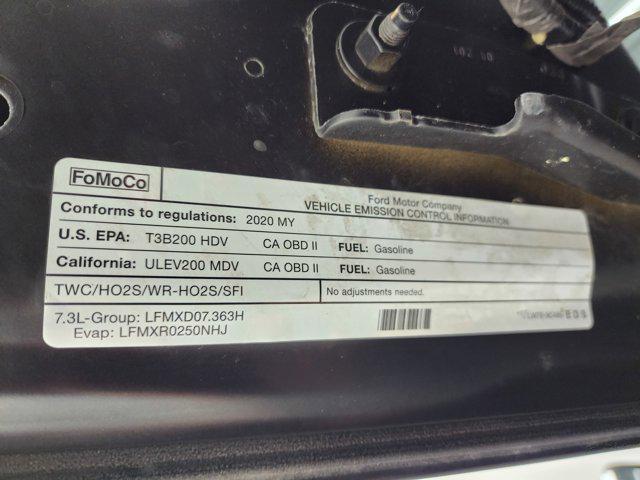 FoMoCo
Ford Motor Company
VEHICLE EMISSION CONTROL INFORMATION
Conforms to regulations: 2020 MY
U.S. EPA: T3B200 HDV CA OBD II FUEL: Gasoline
California: ULEV200 MDV CA OBD II FUEL: Gasoline
TWC/HO2S/WR-HO2S/SFI No adjustments needed.
7.3L-Group: LFMXD07.363H
Evap: LFMXR0250NHJ